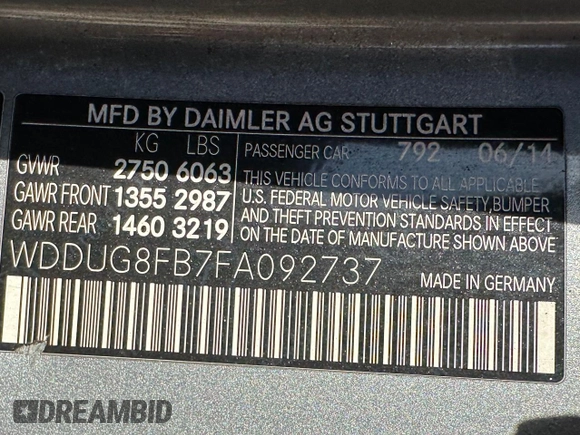 MFD BY DAIMLER AG STUTTGART
KG LBS
GVWR 2750 6063
GAWR FRONT 1355 2987
GAWR REAR 1460 3219
PASSENGER CAR 792 06/14
THIS VEHICLE CONFORMS TO ALL APPLICABLE
U.S. FEDERAL MOTOR VEHICLE SAFETY, BUMPER
AND THEFT PREVENTION STANDARDS IN EFFECT
ON THE DATE OF MANUFACTURE SHOWN ABOVE.
WDDUG8FB7FA092737
MADE IN GERMANY
DREAMBID